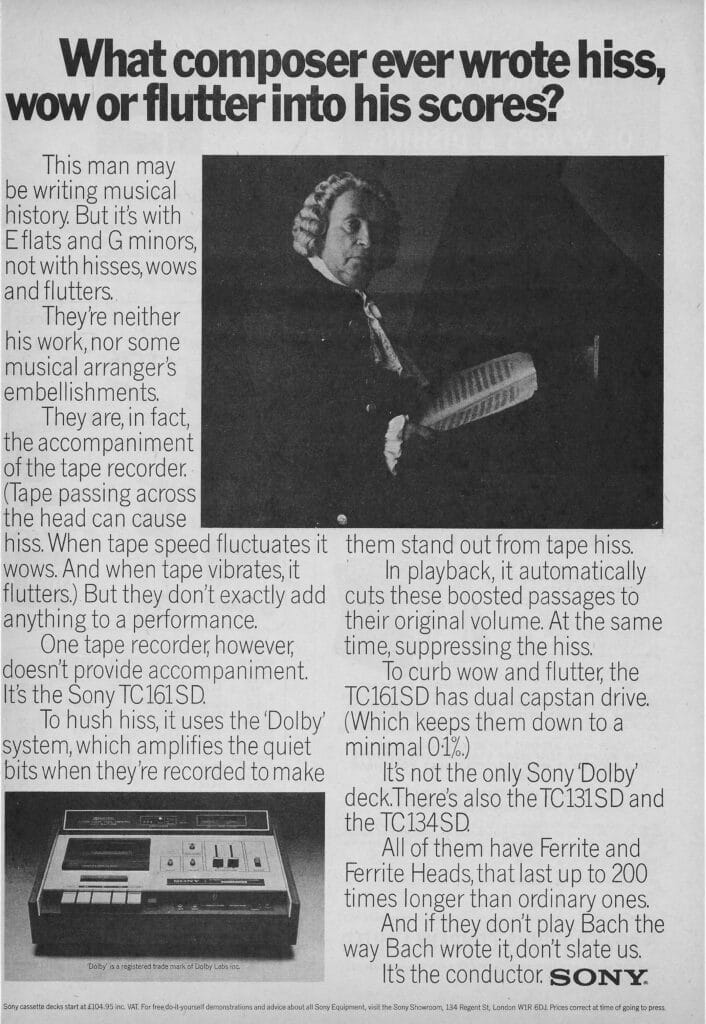 What composer ever wrote hiss,
wow or flutter into his scores?
This man may
be writing musical
history. But it's with
E flats and G minors,
not with hisses, wows
and flutters.
They're neither
his work, nor some
musical arranger's
embellishments.
They are, in fact,
the accompaniment
of the tape recorder.
(Tape passing across
the head can cause
hiss. When tape speed fluctuates it
wows. And when tape vibrates, it
flutters.) But they don't exactly add
anything to a performance.
One tape recorder, however,
doesn't provide accompaniment.
It's the Sony TC161SD.
To hush hiss, it uses the 'Dolby'
system, which amplifies the quiet
bits when they're recorded to make
them stand out from tape hiss.
In playback, it automatically
cuts these boosted passages to
their original volume. At the same
time, suppressing the hiss.
To curb wow and flutter, the
TC161SD has dual capstan drive.
(Which keeps them down to a
minimal 0·1%.)
It's not the only Sony 'Dolby'
deck. There's also the TC131SD and
the TC134SD.
All of them have Ferrite and
Ferrite Heads, that last up to 200
times longer than ordinary ones.
And if they don't play Bach the
way Bach wrote it, don't slate us.
It's the conductor. SONY.
SONY
'Dolby' is a registered trade mark of Dolby Labs inc.
Sony cassette decks start at £104.95 inc. VAT. For free, do-it-yourself demonstrations and advice about all Sony Equipment, visit the Sony Showroom, 134 Regent St, London W1R 6DJ. Prices correct at time of going to press.